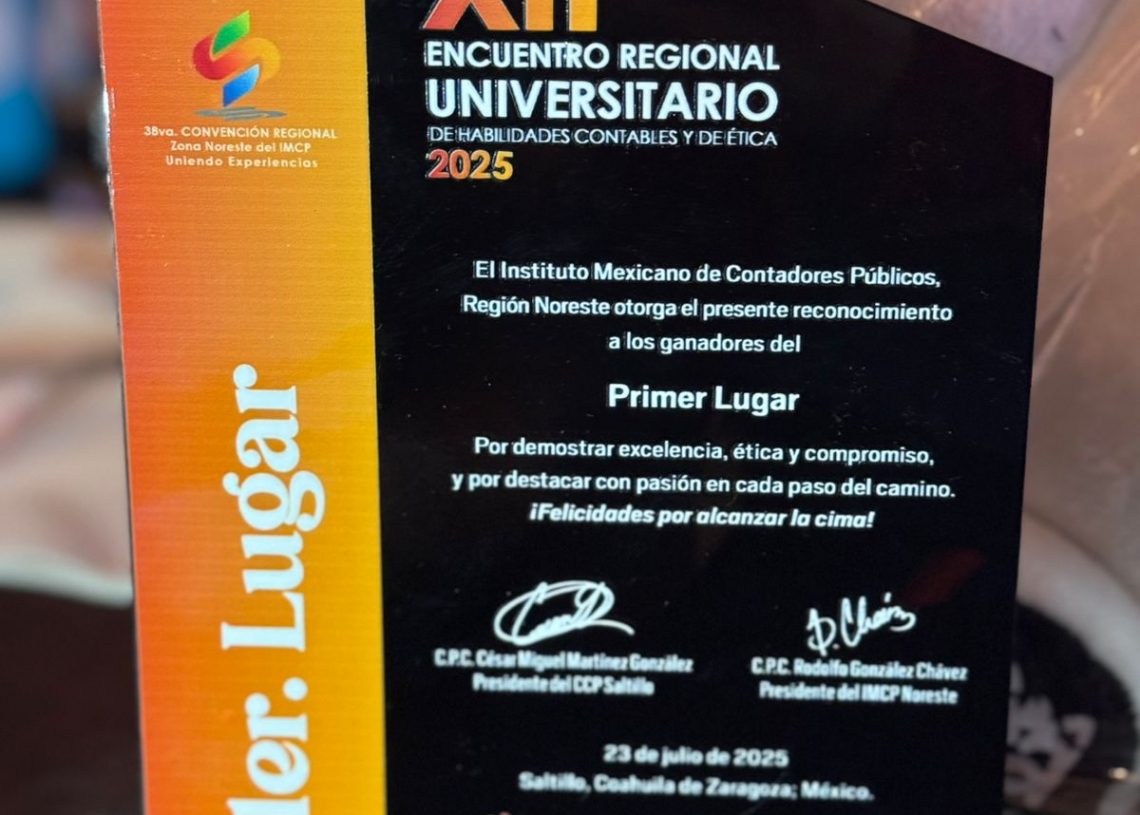 38va. CONVENCIÓN REGIONAL
Zona Noreste del IMCP
Uniendo Experiencias
1er. Lugar
XII
ENCUENTRO REGIONAL
UNIVERSITARIO
DE HABILIDADES CONTABLES Y DE ÉTICA
2025
El Instituto Mexicano de Contadores Públicos,
Región Noreste otorga el presente reconocimiento
a los ganadores del
Primer Lugar
Por demostrar excelencia, ética y compromiso,
y por destacar con pasión en cada paso del camino.
¡Felicidades por alcanzar la cima!
C.P.C. César Miguel Martínez González
Presidente del CCP Saltillo
C.P.C. Rodolfo González Chávez
Presidente del IMCP Noreste
23 de julio de 2025
Saltillo, Coahuila de Zaragoza; México.